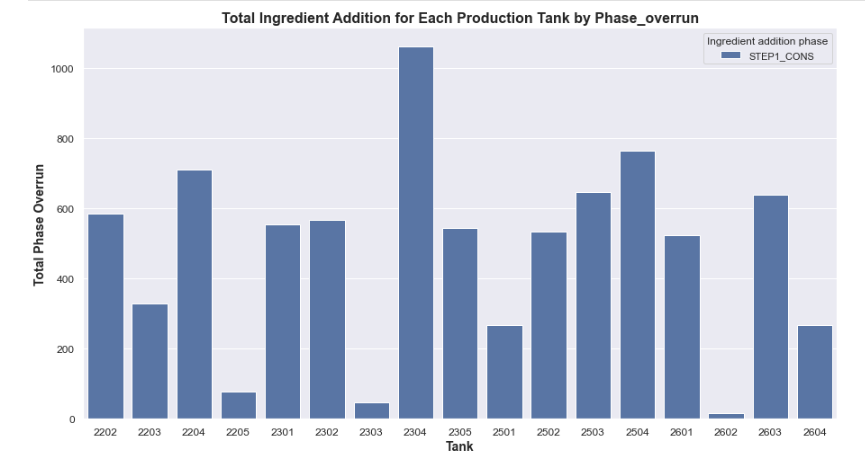 Total Ingredient Addition for Each Production Tank by Phase_overrun
Ingredient addition phase
STEP1_CONS
Total Phase Overrun
1000
800
600
400
200
0
2202 2203 2204 2205 2301 2302 2303 2304 2305 2501 2502 2503 2504 2601 2602 2603 2604
Tank